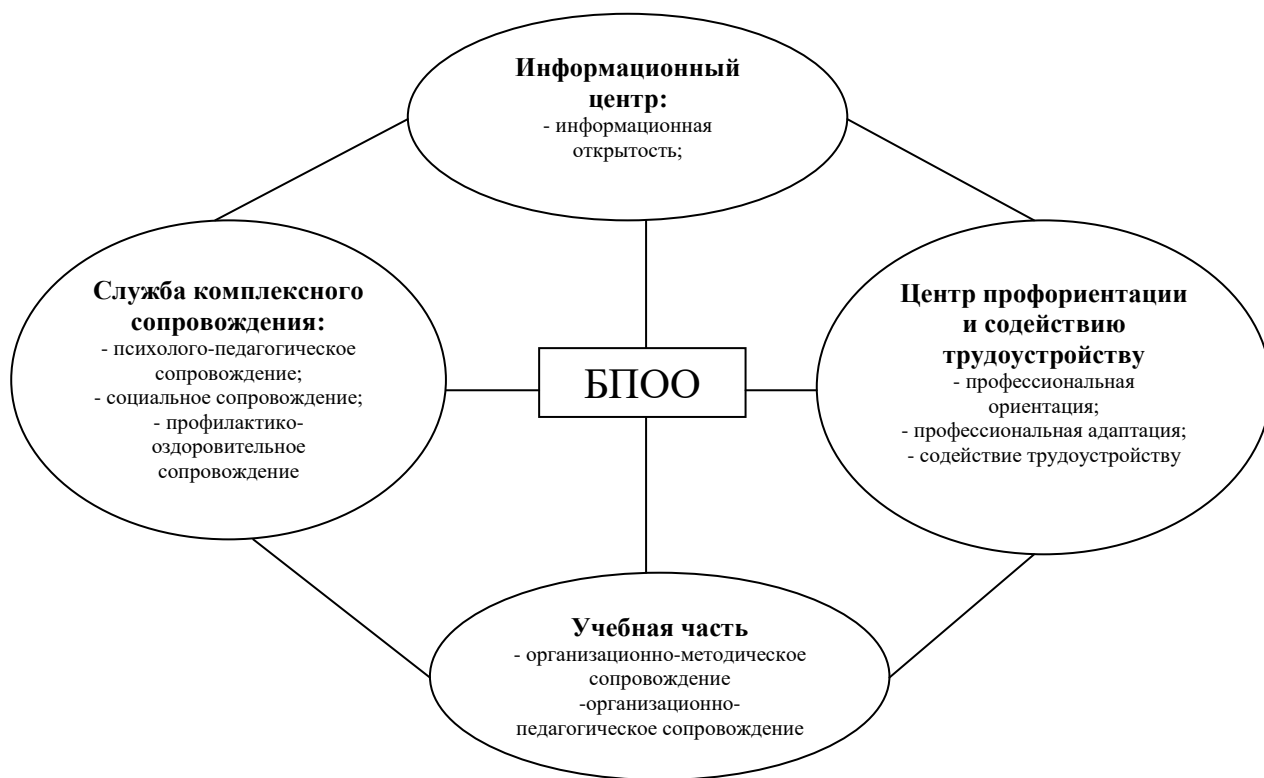 Информационный
центр:
- информационная
открытость;
Служба комплексного
сопровождения:
- психолого-педагогическое
сопровождение;
- социальное сопровождение;
- профилактико-
оздоровительное
сопровождение
БПОО
Центр профориентации
и содействию
трудоустройству
- профессиональная
ориентация;
- профессиональная адаптация;
- содействие трудоустройству
Учебная часть
- организационно-методическое
сопровождение
-организационно-
педагогическое сопровождение